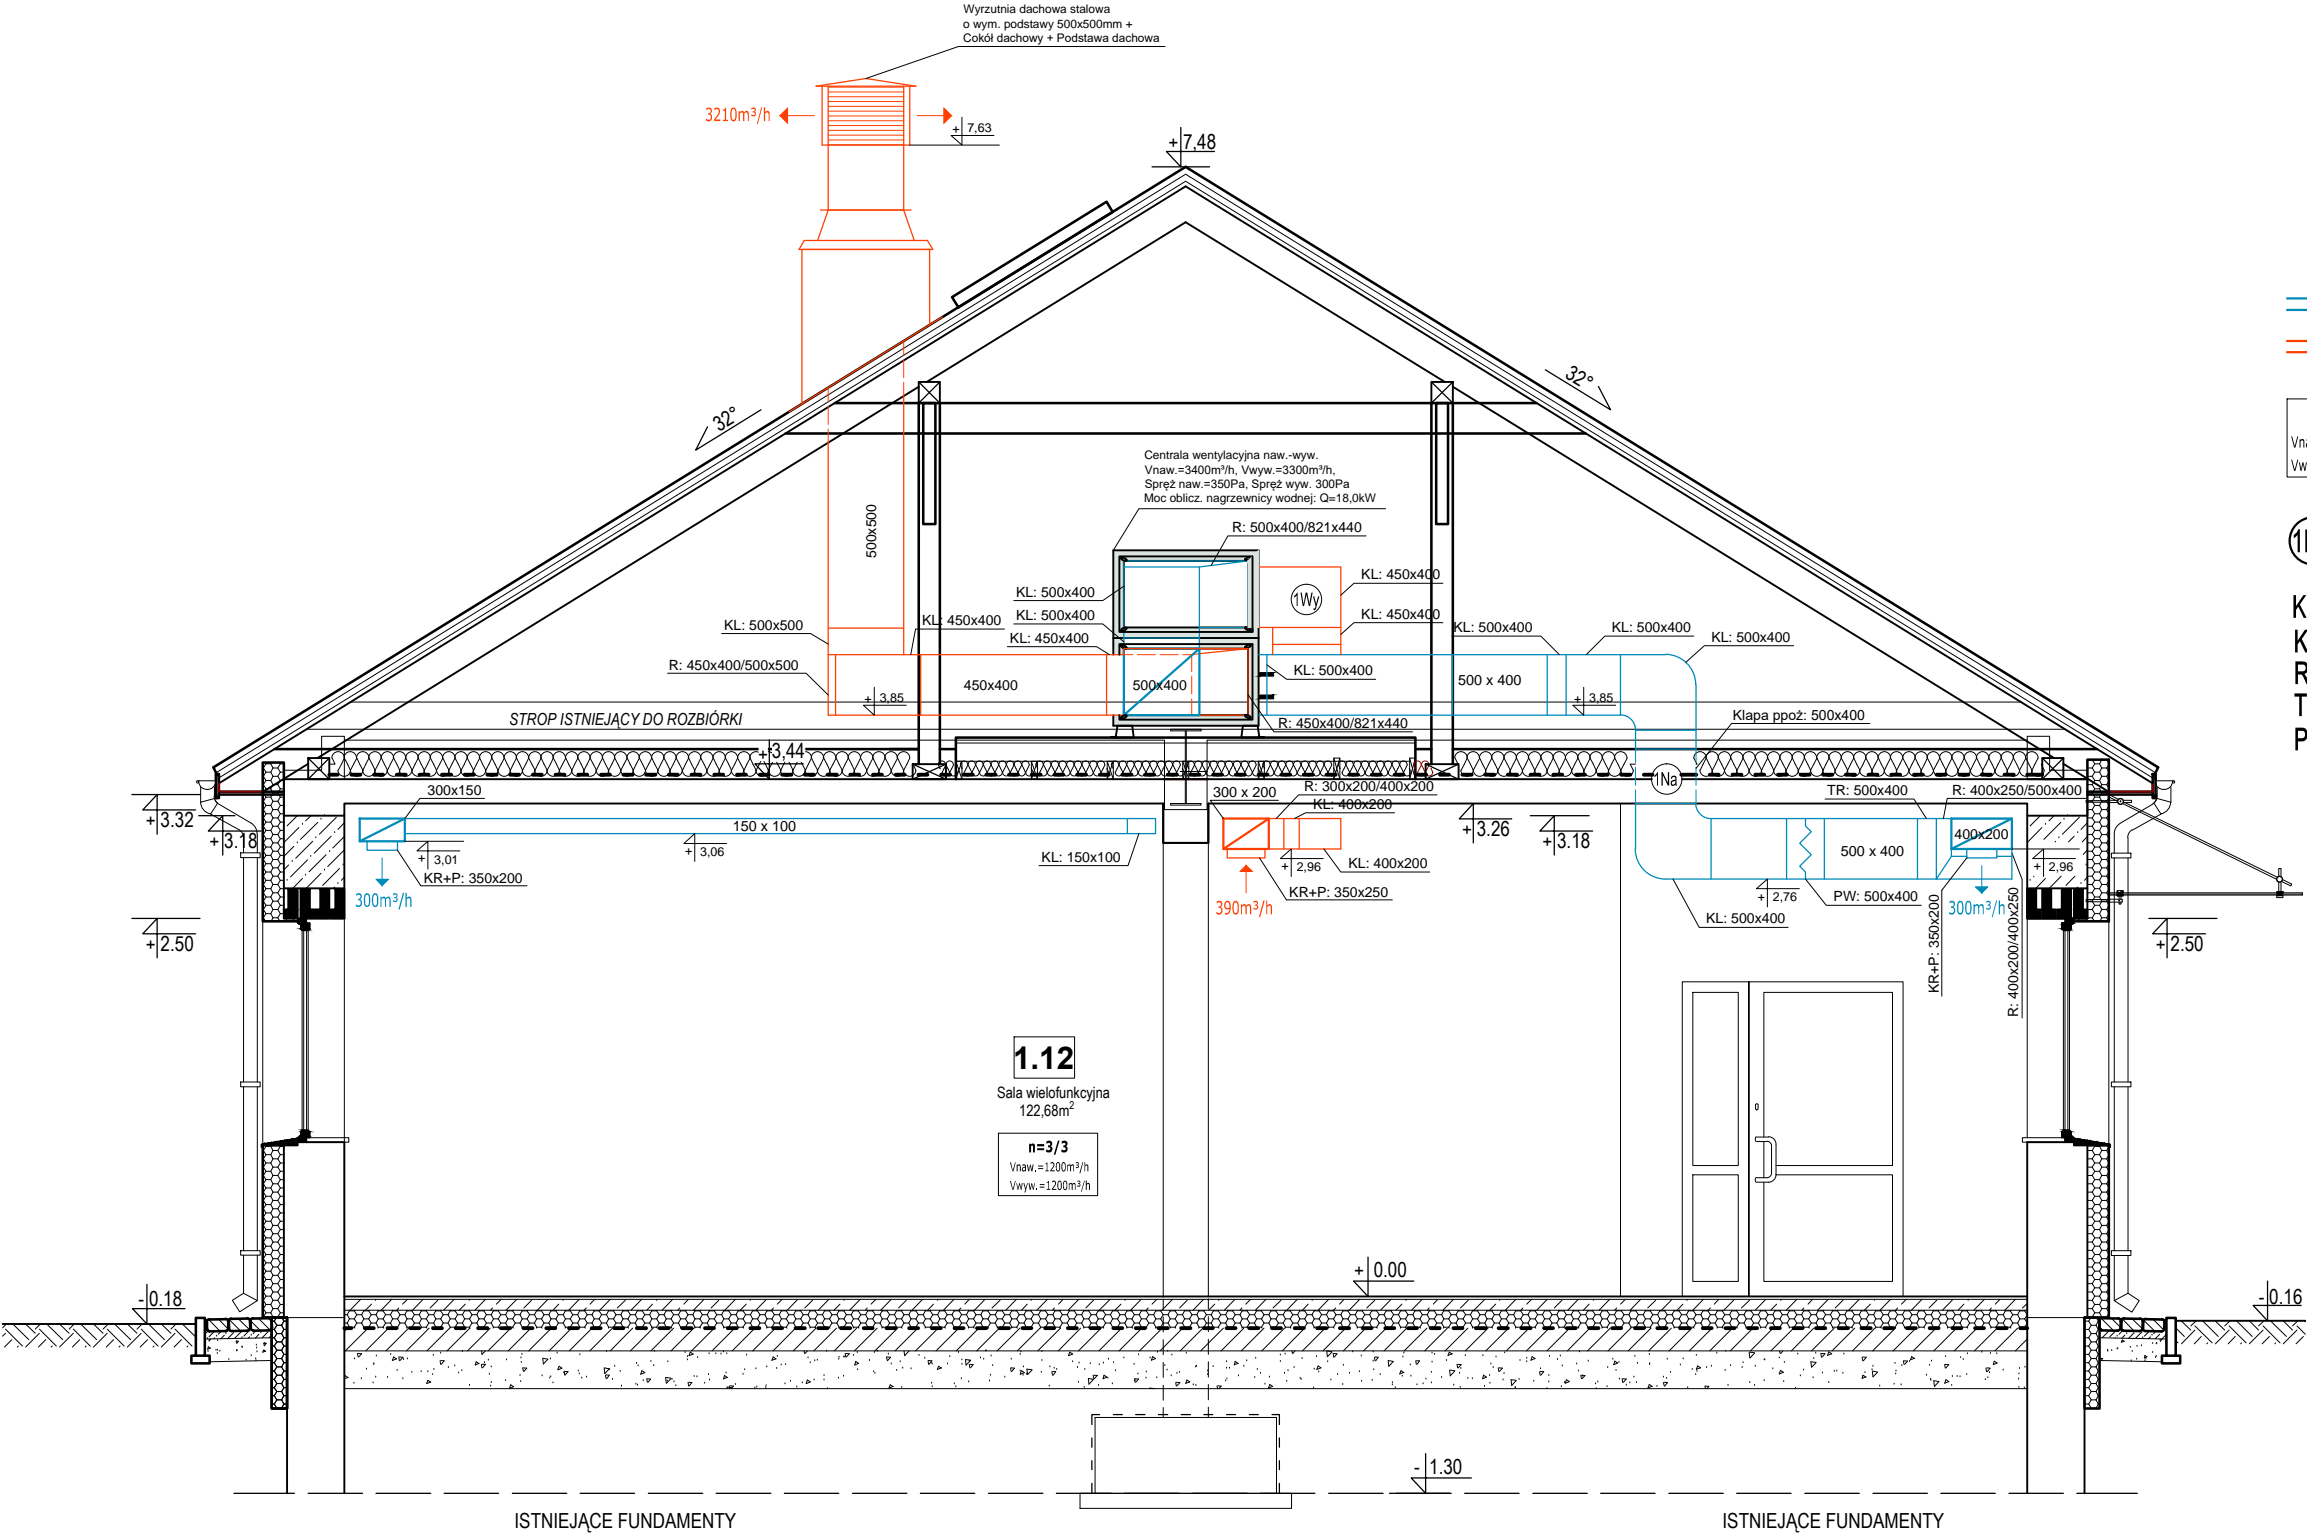 Wyrzutnia dachowa stalowa
o wym. podstawy 500x500mm +
Cokół dachowy + Podstawa dachowa
3210m³/h
+ 7,63
+ 7,48
32°
32°
Centrala wentylacyjna naw.-wyw.
Vnaw.=3400m³/h, Vwyw.=3300m³/h,
Spręż naw.=350Pa, Spręż wyw. 300Pa
Moc oblicz. nagrzewnicy wodnej: Q=18,0kW
500x500
R: 500x400/821x440
KL: 500x400
KL: 450x400
1Wy
KL: 500x400
KL: 450x400
KL: 500x500
KL: 450x400
KL: 450x400
KL: 500x400
KL: 500x400
KL: 500x400
R: 450x400/500x500
KL: 500x400
450x400
500x400
500 x 400
+ 3,85
+ 3,85
STROP ISTNIEJĄCY DO ROZBIÓRKI
R: 450x400/821x440
Klapa ppoż: 500x400
+ 3,44
1Na
300x150
300 x 200
R: 300x200/400x200
KL: 400x200
TR: 500x400
R: 400x250/500x400
+3.32
+3.18
150 x 100
+3.26
+3.18
400x200
+ 3,01
+ 3,06
KL: 150x100
+ 2,96
KL: 400x200
500 x 400
+ 2,96
KR+P: 350x200
KR+P: 350x250
+ 2,76
PW: 500x400
300m³/h
390m³/h
KL: 500x400
300m³/h
KR+P: 350x200
R: 400x200/400x250
+2.50
+2.50
1.12
Sala wielofunkcyjna
122,68m²
n=3/3
Vnaw.=1200m³/h
Vwyw.=1200m³/h
+ 0.00
-0.18
-0.16
- 1.30
ISTNIEJĄCE FUNDAMENTY
ISTNIEJĄCE FUNDAMENTY